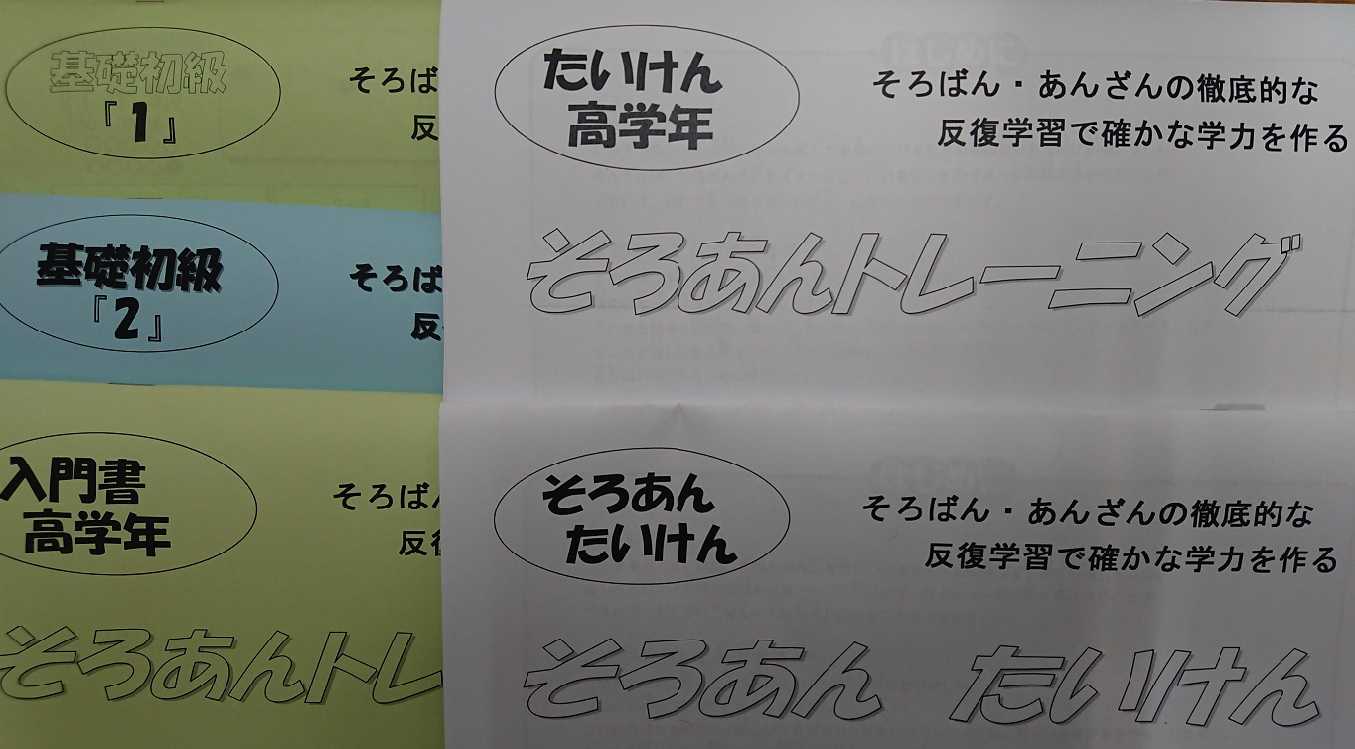 基礎初級
『1』
そろば
反
基礎初級
『2』
そろば
反
入門書
高学年
そろば
反
そろあんトレ
たいけん
高学年
そろばん・あんざんの徹底的な
反復学習で確かな学力を作る
そろあんトレーニング
そろあん
たいけん
そろばん・あんざんの徹底的な
反復学習で確かな学力を作る
そろあん たいけん